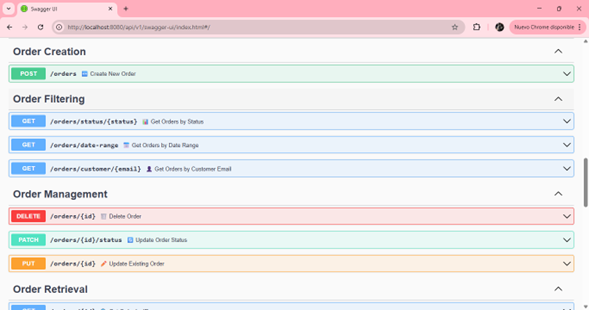 Swagger UI
http://localhost:8080/api/v1/swagger-ui/index.html#/
Nuevo Chrome disponible
Order Creation
POST /orders Create New Order
Order Filtering
GET /orders/status/{status} Get Orders by Status
GET /orders/date-range Get Orders by Date Range
GET /orders/customer/{email} Get Orders by Customer Email
Order Management
DELETE /orders/{id} Delete Order
PATCH /orders/{id}/status Update Order Status
PUT /orders/{id} Update Existing Order
Order Retrieval